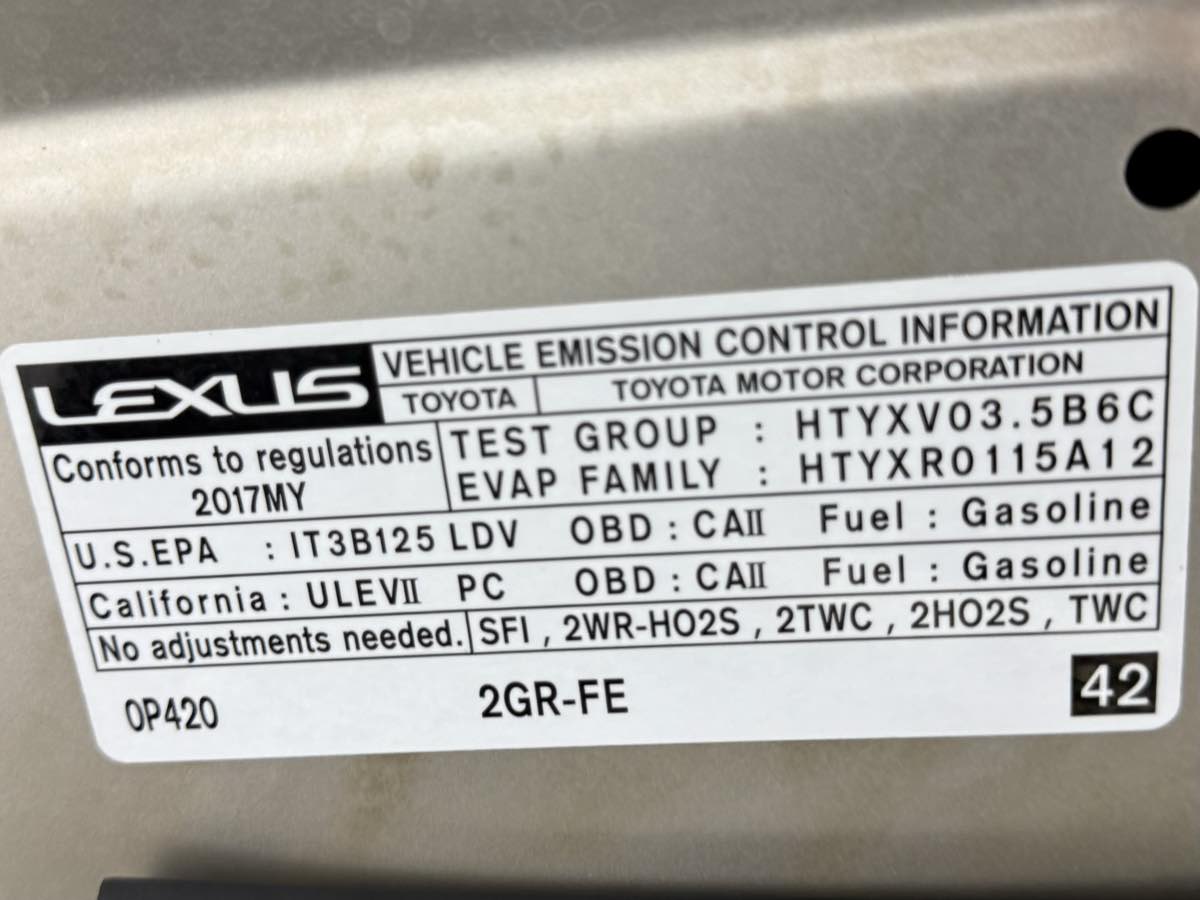 LEXUS
VEHICLE EMISSION CONTROL INFORMATION
TOYOTA
TOYOTA MOTOR CORPORATION
Conforms to regulations
2017MY
TEST GROUP : HTYXV03.5B6C
EVAP FAMILY : HTYXR0115A12
U.S.EPA : IT3B125 LDV OBD : CAII Fuel : Gasoline
California : ULEVII PC OBD : CAII Fuel : Gasoline
No adjustments needed. SFI , 2WR-HO2S , 2TWC , 2HO2S , TWC
0P420 2GR-FE 42